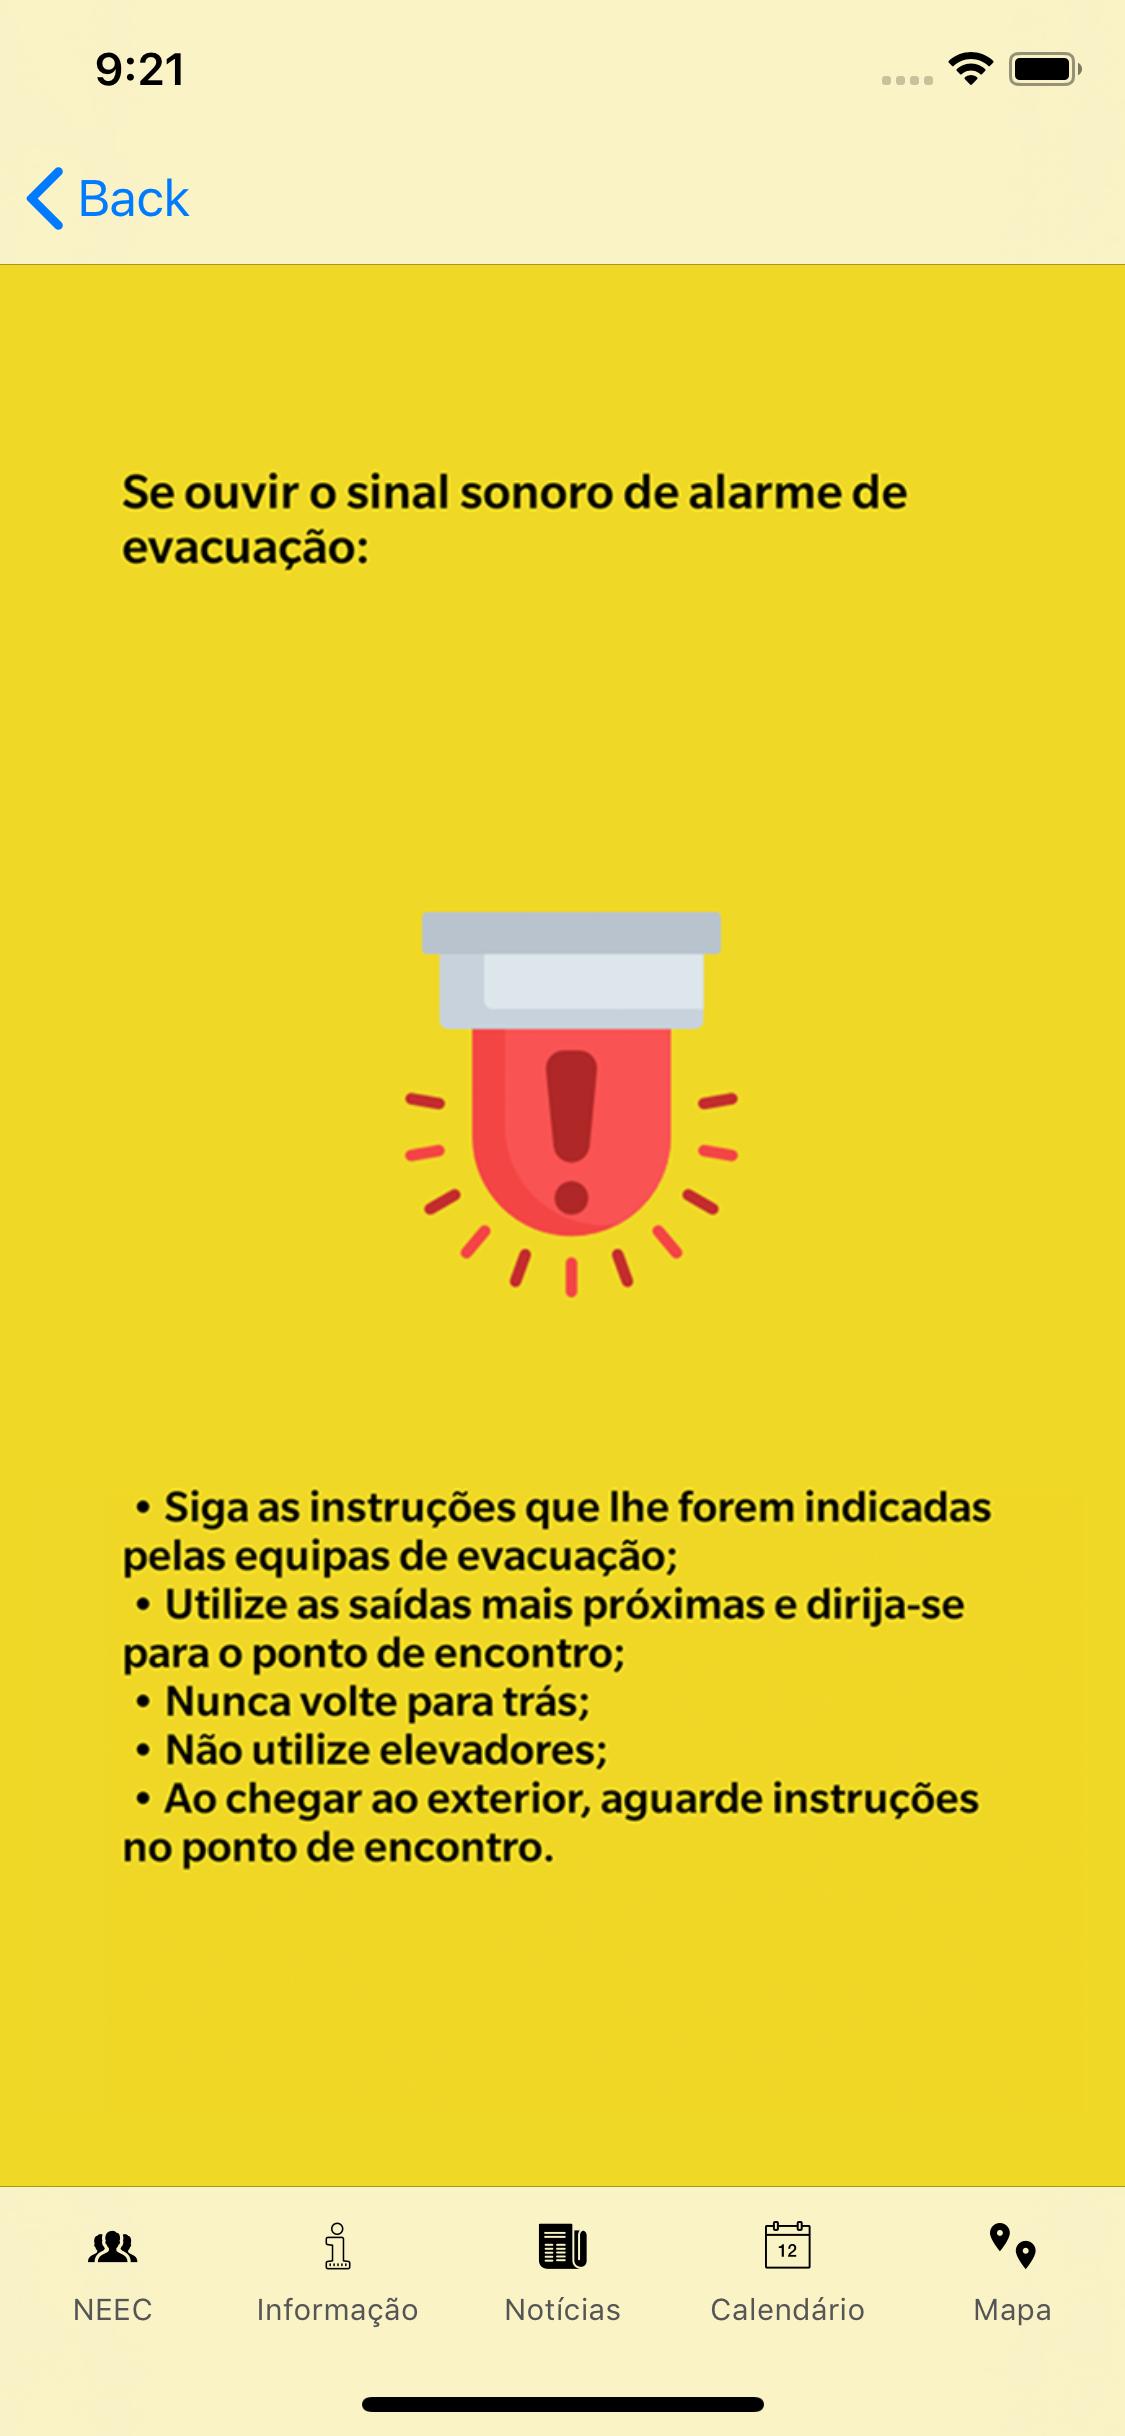 9:21
Back
Se ouvir o sinal sonoro de alarme de
evacuação:
• Siga as instruções que lhe forem indicadas
pelas equipas de evacuação;
• Utilize as saídas mais próximas e dirija-se
para o ponto de encontro;
• Nunca volte para trás;
• Não utilize elevadores;
• Ao chegar ao exterior, aguarde instruções
no ponto de encontro.
12
NEEC Informação Notícias Calendário Mapa